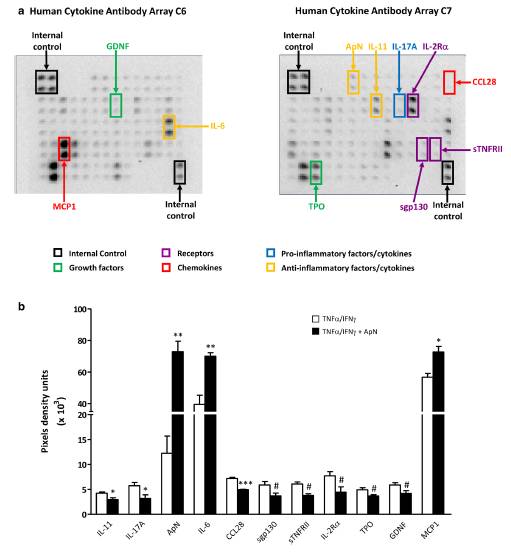 a Human Cytokine Antibody Array C6
Human Cytokine Antibody Array C7
Internal control
GDNF
IL-6
MCP1
Internal control
Internal control
ApN
IL-11
IL-17A
IL-2Rα
CCL28
sTNFRII
TPO
sgp130
Internal control
Internal Control
Receptors
Pro-inflammatory factors/cytokines
Growth factors
Chemokines
Anti-inflammatory factors/cytokines
b
Pixels density units
(x 10³)
100
80
60
40
20
15
10
5
0
TNFα/IFNγ
TNFα/IFNγ + ApN
*
*
**
**
***
#
#
#
#
#
*
IL-11
IL-17A
ApN
IL-6
CCL28
sgp130
sTNFRII
IL-2Rα
TPO
GDNF
MCP1